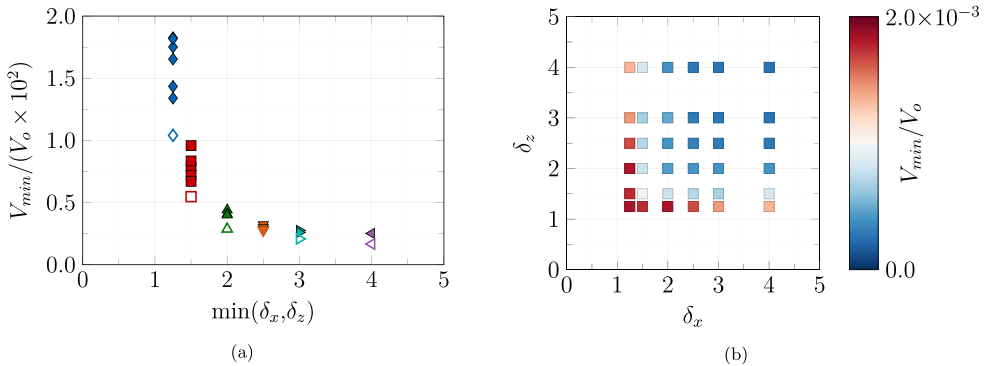 2.0
1.5
1.0
0.5
0.0
0 1 2 3 4 5
V_{min}/(V_o × 10^2)
min(δ_x,δ_z)
(a)
5
4
3
2
1
0
0 1 2 3 4 5
δ_z
δ_x
(b)
2.0×10^{−3}
0.0
V_{min}/V_o